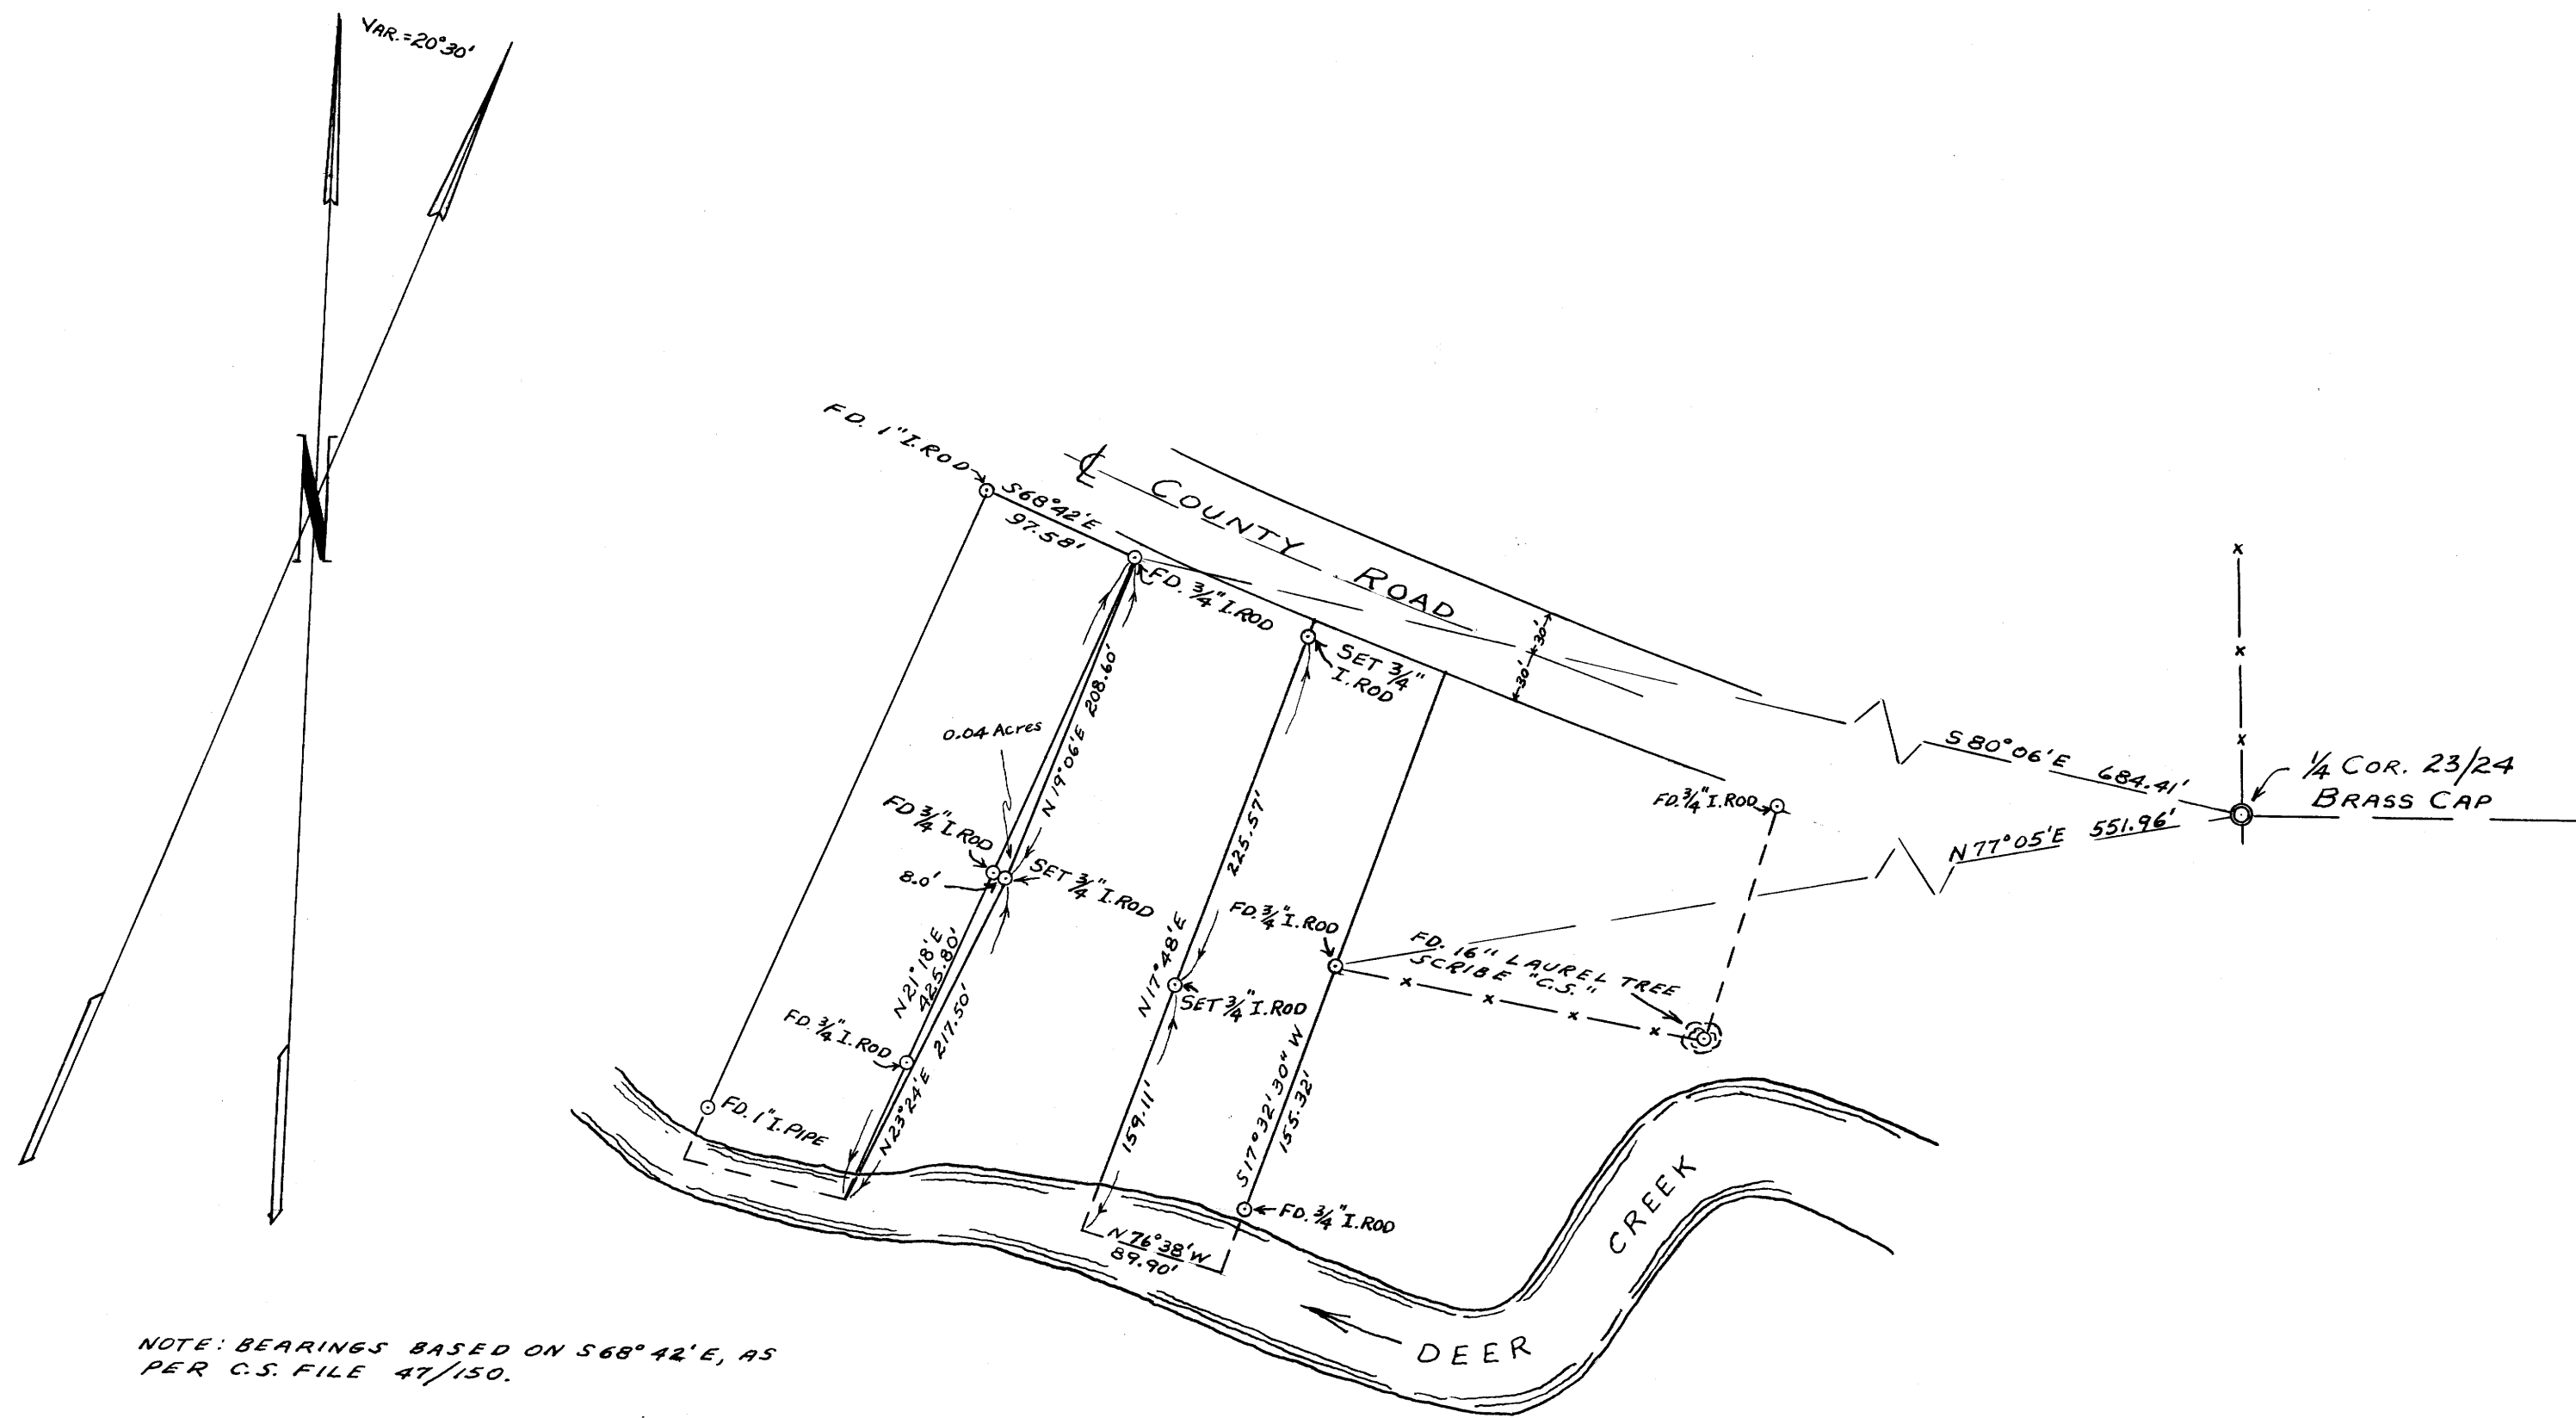 VAR.=20°30'
N
FD. 1" I.ROD
S68°42'E
97.58'
℄ COUNTY ROAD
FD. 3/4" I.ROD
30'
30'
SET 3/4"
I.ROD
0.04 Acres
N19°06'E 208.60'
FD 3/4" I.ROD
8.0'
SET 3/4" I.ROD
225.57'
N17°48'E
S80°06'E 684.41'
1/4 COR. 23/24
BRASS CAP
N77°05'E 551.96'
FD. 3/4" I.ROD
FD. 3/4" I.ROD
FD. 16" LAUREL TREE
SCRIBE "C.S."
SET 3/4" I.ROD
N21°18'E
425.80'
FD. 3/4" I.ROD
N23°24'E 217.50'
FD. 1" I.PIPE
159.11'
S17°32'30"W
155.32'
FD. 3/4" I.ROD
N76°38'W
89.90'
DEER CREEK
NOTE: BEARINGS BASED ON S68°42'E, AS
PER C.S. FILE 47/150.
x
x
x
x
x
x
x